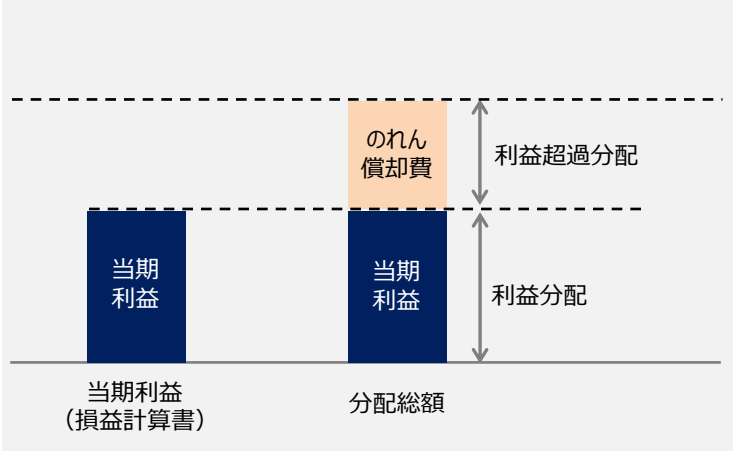 のれん
償却費
利益超過分配
当期
利益
当期
利益
利益分配
当期利益
（損益計算書）
分配総額